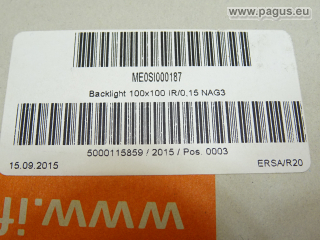 www.pagus.eu
ME0SI000187
Backlight 100x100 IR/0,15 NAG3
5000115859 / 2015 / Pos. 0003
15.09.2015
ERSA/R20
www.if